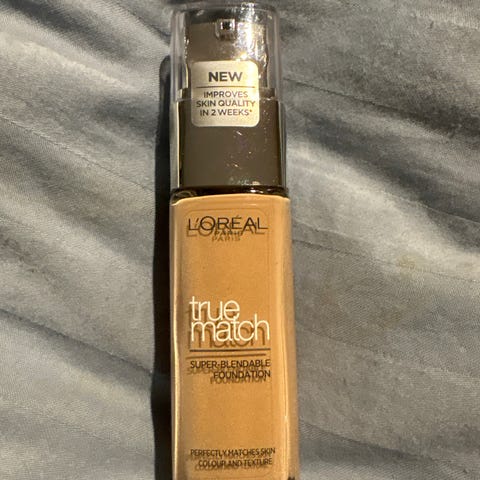 NEW
IMPROVES
SKIN QUALITY
IN 2 WEEKS*
L'ORÉAL
PARIS
true
match
SUPER-BLENDABLE
FOUNDATION
PERFECTLY MATCHES SKIN
COLOUR AND TEXTURE